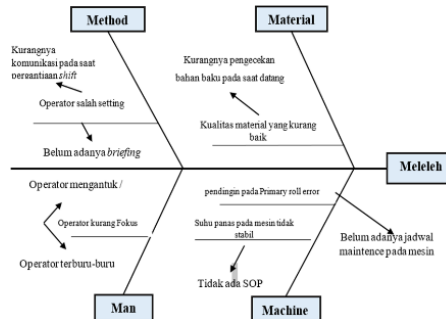 Method
Material
Kurangnya
komunikasi pada saat
pergantian shift
Kurangnya pengecekan
bahan baku pada saat datang
Operator salah setting
Kualitas material yang kurang
baik
Belum adanya briefing
Meleleh
Operator mengantuk /
pendingin pada Primary roll error
Operator kurang Fokus
Suhu panas pada mesin tidak
stabil
Belum adanya jadwal
maintence pada mesin
Operator terburu-buru
Tidak ada SOP
Man
Machine